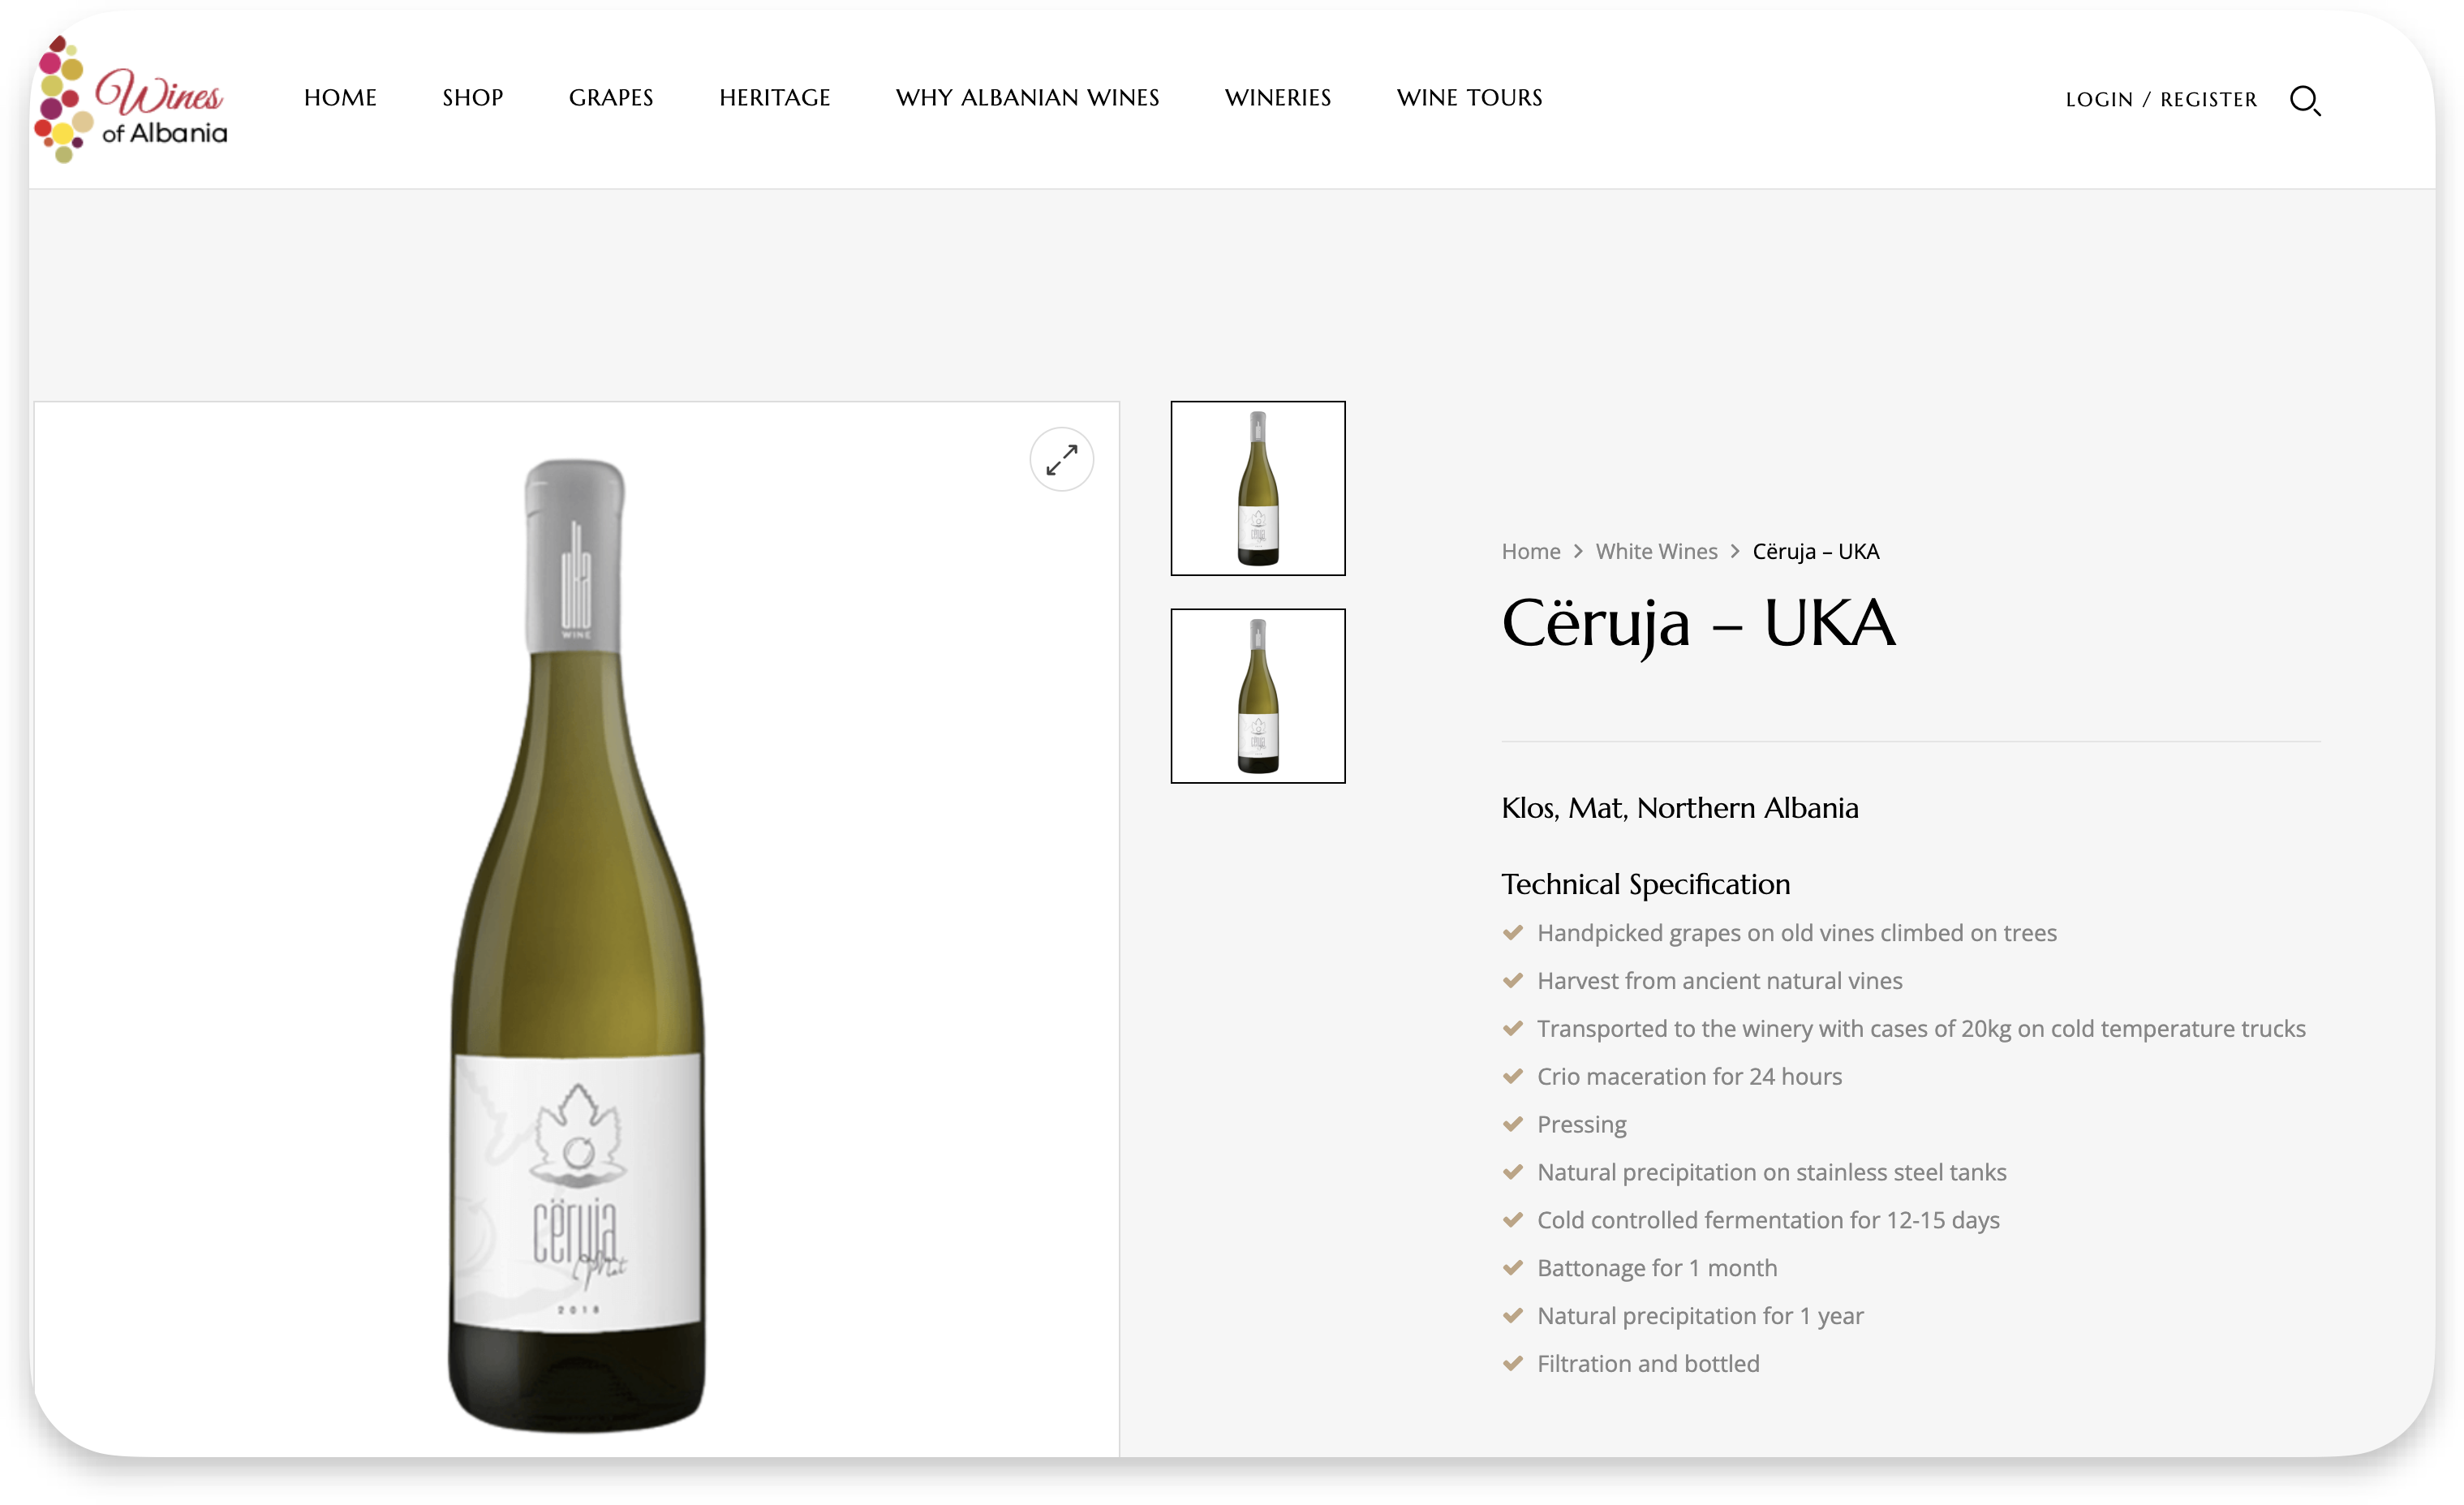 Wines
of Albania
HOME
SHOP
GRAPES
HERITAGE
WHY ALBANIAN WINES
WINERIES
WINE TOURS
LOGIN / REGISTER
uka
WINE
cëruja
Mat
2018
Home > White Wines > Cëruja – UKA
Cëruja – UKA
Klos, Mat, Northern Albania
Technical Specification
Handpicked grapes on old vines climbed on trees
Harvest from ancient natural vines
Transported to the winery with cases of 20kg on cold temperature trucks
Crio maceration for 24 hours
Pressing
Natural precipitation on stainless steel tanks
Cold controlled fermentation for 12-15 days
Battonage for 1 month
Natural precipitation for 1 year
Filtration and bottled